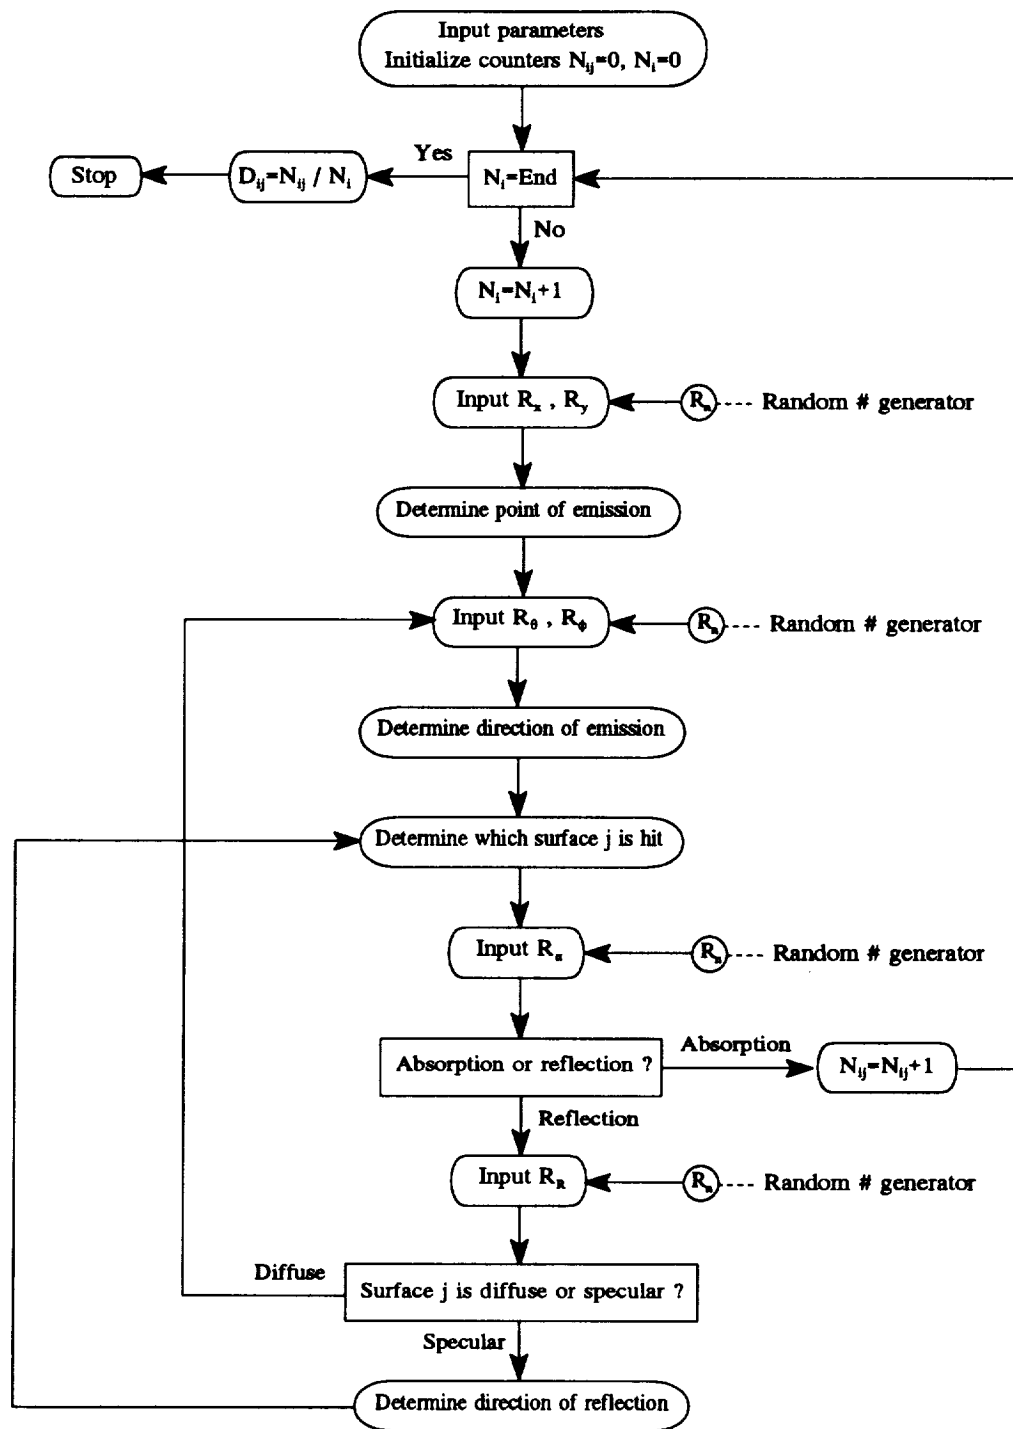 Input parameters
Initialize counters N_ij=0, N_i=0
Yes
Stop
D_ij=N_ij / N_i
N_i=End
No
N_i=N_i+1
Input R_x , R_y
R_n ---- Random # generator
Determine point of emission
Input R_θ , R_ϕ
R_n ---- Random # generator
Determine direction of emission
Determine which surface j is hit
Input R_α
R_n ---- Random # generator
Absorption or reflection ?
Absorption
N_ij=N_ij+1
Reflection
Input R_R
R_n ---- Random # generator
Diffuse
Surface j is diffuse or specular ?
Specular
Determine direction of reflection